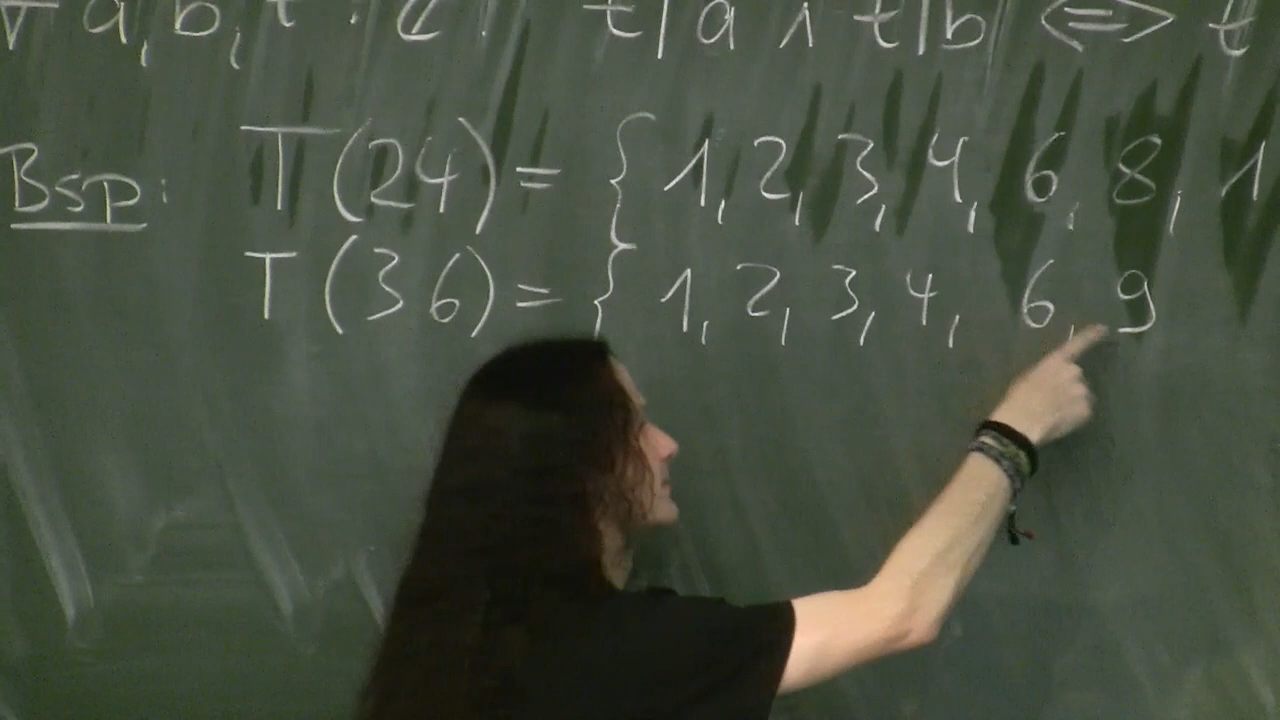 ∀ a, b, t : t | a ∧ t | b <=> t
Bsp: T(24) = { 1, 2, 3, 4, 6, 8, 1
T(36) = { 1, 2, 3, 4, 6, 9